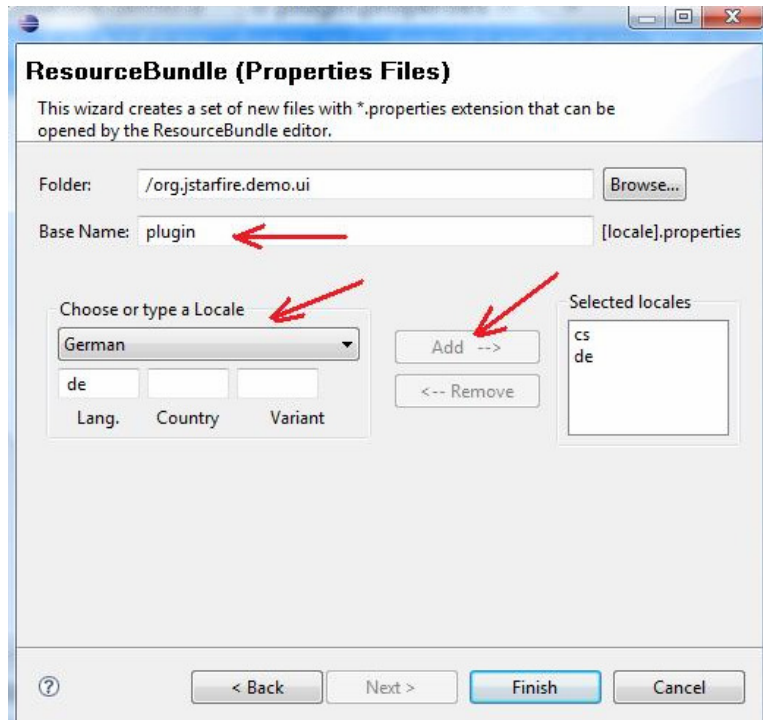 ResourceBundle (Properties Files)
This wizard creates a set of new files with *.properties extension that can be
opened by the ResourceBundle editor.
Folder: /org.jstarfire.demo.ui Browse...
Base Name: plugin [locale].properties
Choose or type a Locale
German
de
Lang. Country Variant
Add -->
<-- Remove
Selected locales
cs
de
< Back Next > Finish Cancel